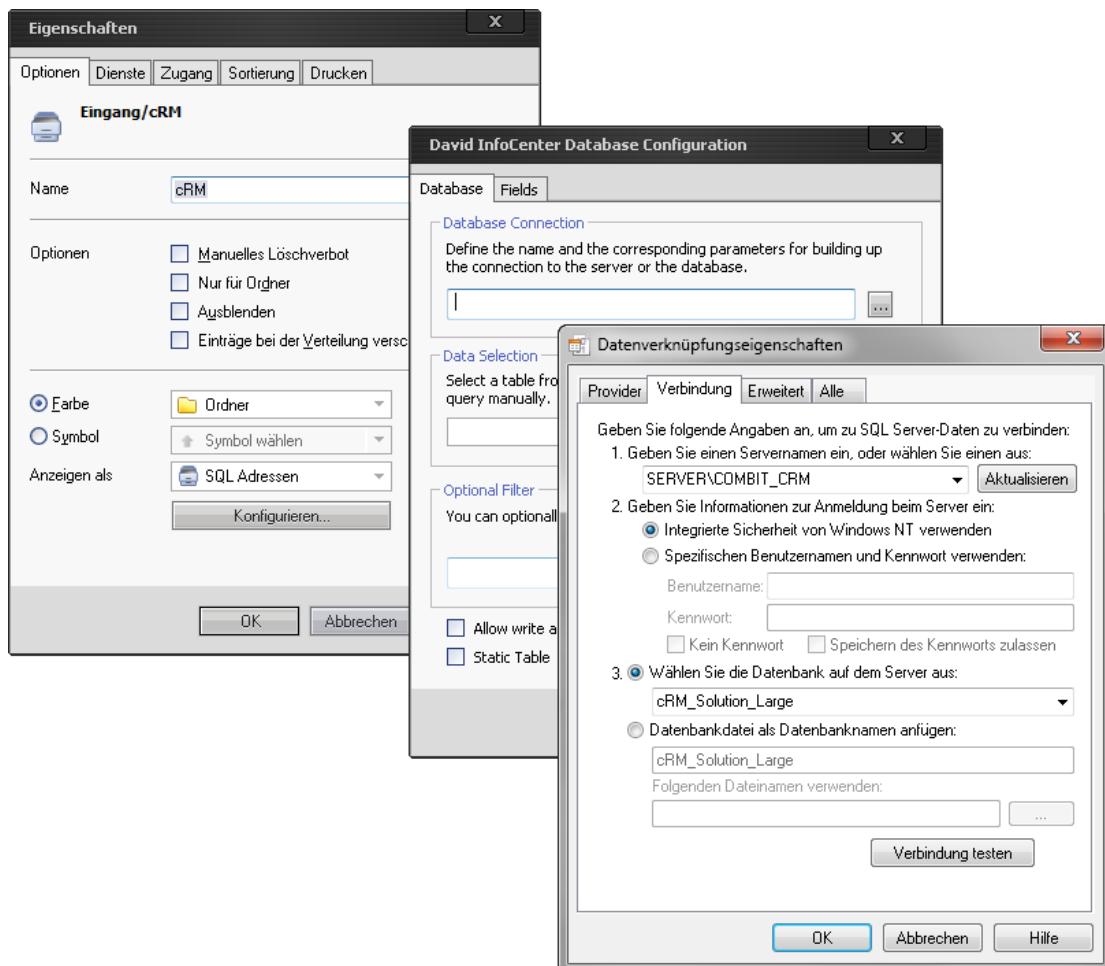 Eigenschaften
X
Optionen Dienste Zugang Sortierung Drucken
Eingang/cRM
Name cRM
Optionen Manuelles Löschverbot
Nur für Ordner
Ausblenden
Einträge bei der Verteilung versc
Farbe Ordner
Symbol Symbol wählen
Anzeigen als SQL Adressen
Konfigurieren...
OK Abbrechen
David InfoCenter Database Configuration
X
Database Fields
Database Connection
Define the name and the corresponding parameters for building up
the connection to the server or the database.
...
Data Selection
Select a table fro
query manually.
Optional Filter
You can optionall
Allow write a
Static Table
Datenverknüpfungseigenschaften
X
Provider Verbindung Erweitert Alle
Geben Sie folgende Angaben an, um zu SQL Server-Daten zu verbinden:
1. Geben Sie einen Servernamen ein, oder wählen Sie einen aus:
SERVER\COMBIT_CRM Aktualisieren
2. Geben Sie Informationen zur Anmeldung beim Server ein:
Integrierte Sicherheit von Windows NT verwenden
Spezifischen Benutzernamen und Kennwort verwenden:
Benutzername:
Kennwort:
Kein Kennwort Speichern des Kennworts zulassen
3. Wählen Sie die Datenbank auf dem Server aus:
cRM_Solution_Large
Datenbankdatei als Datenbanknamen anfügen:
cRM_Solution_Large
Folgenden Dateinamen verwenden:
...
Verbindung testen
OK Abbrechen Hilfe